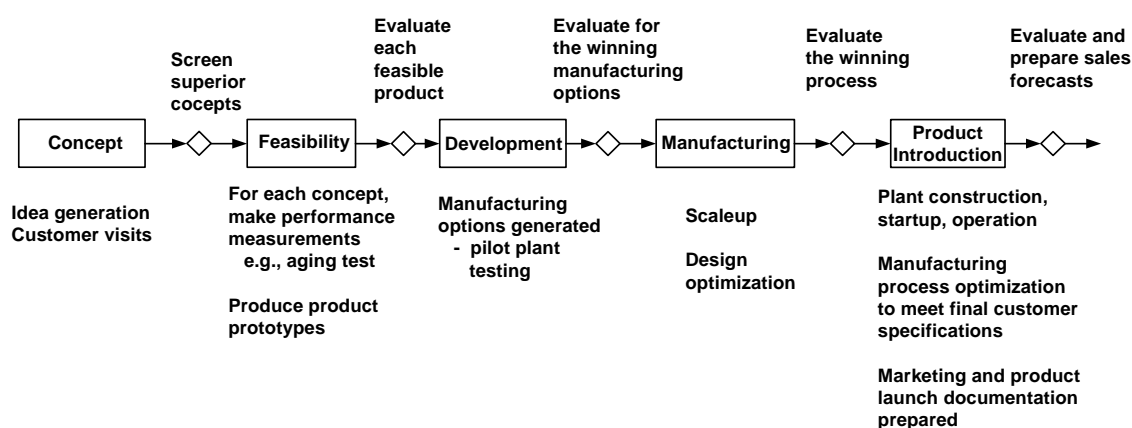 Screen
superior
cocepts
Evaluate
each
feasible
product
Evaluate for
the winning
manufacturing
options
Evaluate
the winning
process
Evaluate and
prepare sales
forecasts
Concept
Feasibility
Development
Manufacturing
Product
Introduction
Idea generation
Customer visits
For each concept,
make performance
measurements
e.g., aging test
Produce product
prototypes
Manufacturing
options generated
- pilot plant
testing
Scaleup
Design
optimization
Plant construction,
startup, operation
Manufacturing
process optimization
to meet final customer
specifications
Marketing and product
launch documentation
prepared